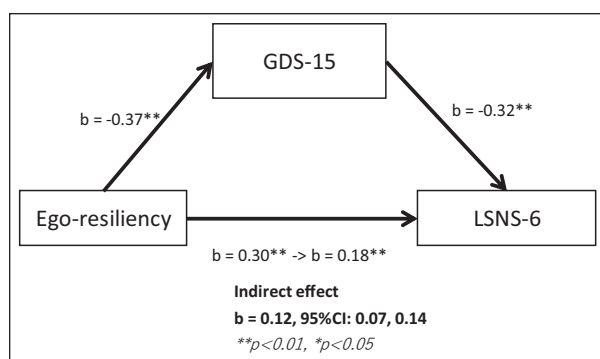 GDS-15
b = -0.37**
b = -0.32**
Ego-resiliency
LSNS-6
b = 0.30** -> b = 0.18**
Indirect effect
b = 0.12, 95%CI: 0.07, 0.14
**p<0.01, *p<0.05